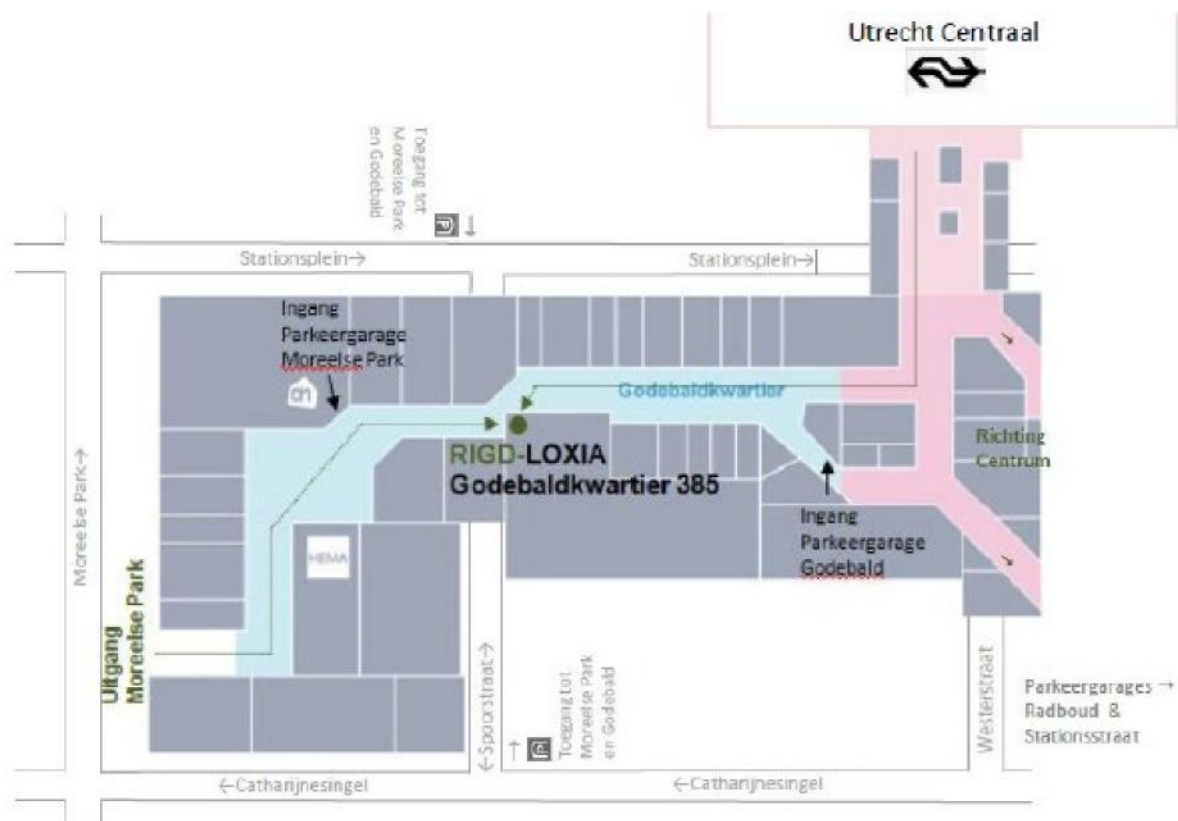 Utrecht Centraal
Toegang tot
Moreelse Park
en Godebald
P
↓
Stationsplein→
Stationsplein→
Ingang
Parkeergarage
Moreelse Park
ah
Godebaldkwartier
RIGD-LOXIA
Godebaldkwartier 385
Richting
Centrum
Ingang
Parkeergarage
Godebald
HEMA
Moreelse Park→
Uitgang
Moreelse Park
←Spoorstraat→
↑
P
Toegang tot
Moreelse Park
en Godebald
Westerstraat
Parkeergarages →
Radboud &
Stationsstraat
←Catharijnesingel
←Catharijnesingel